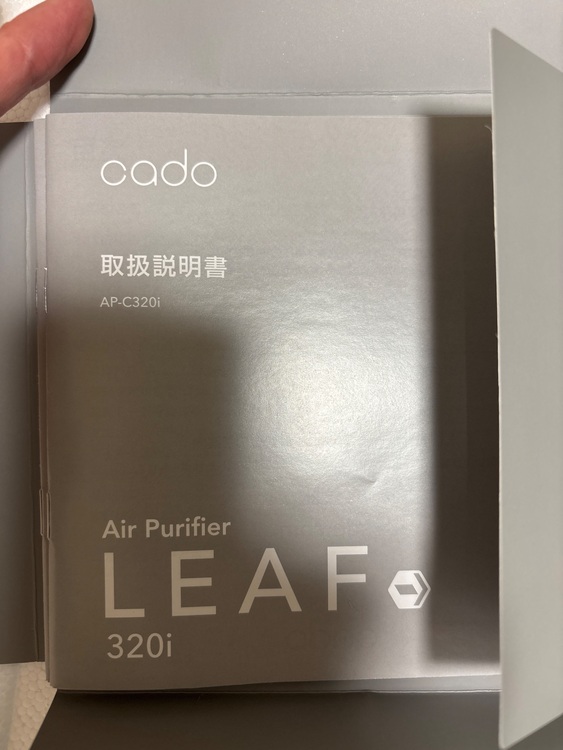 cado
取扱説明書
AP-C320i
Air Purifier
LEAF
320i